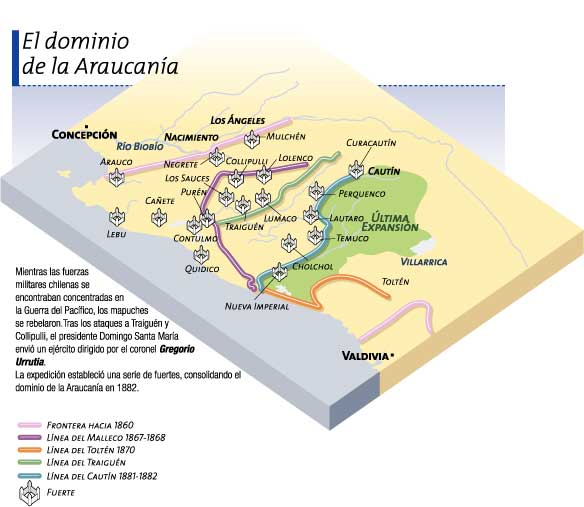 El dominio
de la Araucanía
Concepción
Los Ángeles
Río Biobío
Nacimiento
Mulchén
Curacautín
Arauco
Negrete
Collipulli
Lolenco
Los Sauces
Cautín
Purén
Perquenco
Cañete
Lumaco
Lautaro
Última
Expansión
Traiguén
Lebu
Contulmo
Temuco
Quidico
Cholchol
Villarrica
Toltén
Nueva Imperial
Valdivia
Mientras las fuerzas
militares chilenas se
encontraban concentradas en
la Guerra del Pacífico, los mapuches
se rebelaron.Tras los ataques a Traiguén y
Collipulli, el presidente Domingo Santa María
envió un ejército dirigido por el coronel Gregorio
Urrutia.
La expedición estableció una serie de fuertes, consolidando el
dominio de la Araucanía en 1882.
Frontera hacia 1860
Línea del Malleco 1867-1868
Línea del Toltén 1870
Línea del Traiguén
Línea del Cautín 1881-1882
Fuerte